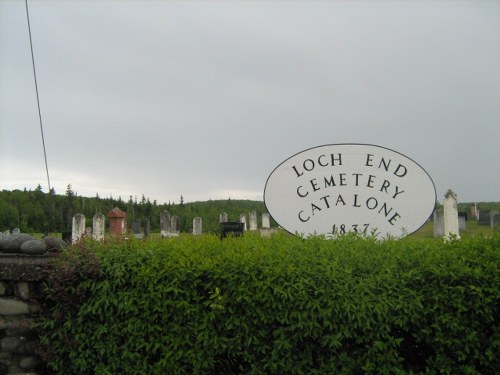 LOCH END
CEMETERY
CATALONE
1837